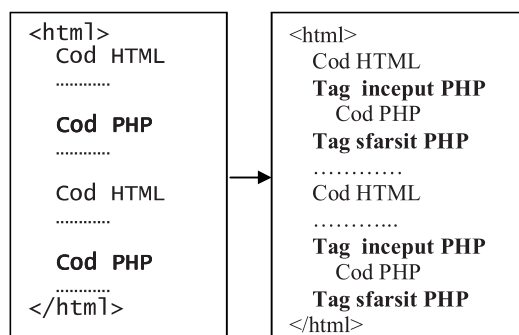 <html>
Cod HTML
............
Cod PHP
............
Cod HTML
............
Cod PHP
............
</html>
<html>
Cod HTML
Tag inceput PHP
Cod PHP
Tag sfarsit PHP
…………
Cod HTML
………...
Tag inceput PHP
Cod PHP
Tag sfarsit PHP
</html>